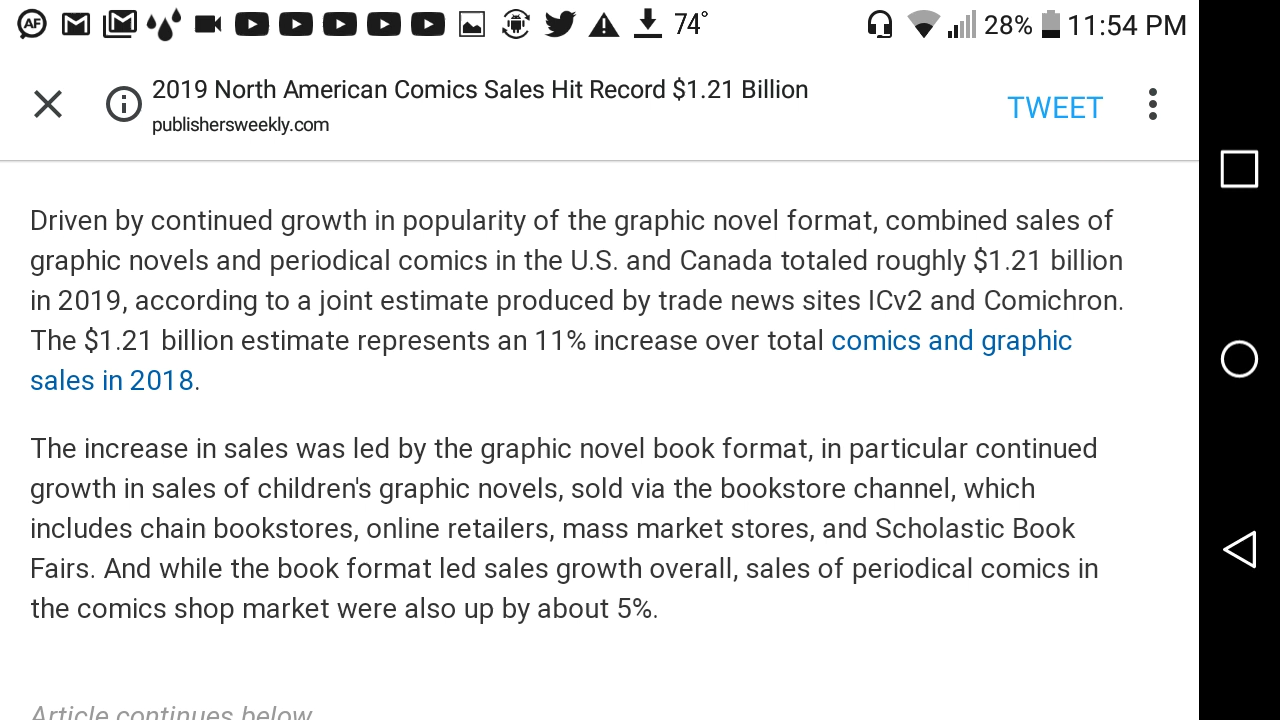 AF 74° 28% 11:54 PM
2019 North American Comics Sales Hit Record $1.21 Billion
publishersweekly.com
TWEET
Driven by continued growth in popularity of the graphic novel format, combined sales of
graphic novels and periodical comics in the U.S. and Canada totaled roughly $1.21 billion
in 2019, according to a joint estimate produced by trade news sites ICv2 and Comichron.
The $1.21 billion estimate represents an 11% increase over total comics and graphic
sales in 2018.
The increase in sales was led by the graphic novel book format, in particular continued
growth in sales of children's graphic novels, sold via the bookstore channel, which
includes chain bookstores, online retailers, mass market stores, and Scholastic Book
Fairs. And while the book format led sales growth overall, sales of periodical comics in
the comics shop market were also up by about 5%.
Article continues below